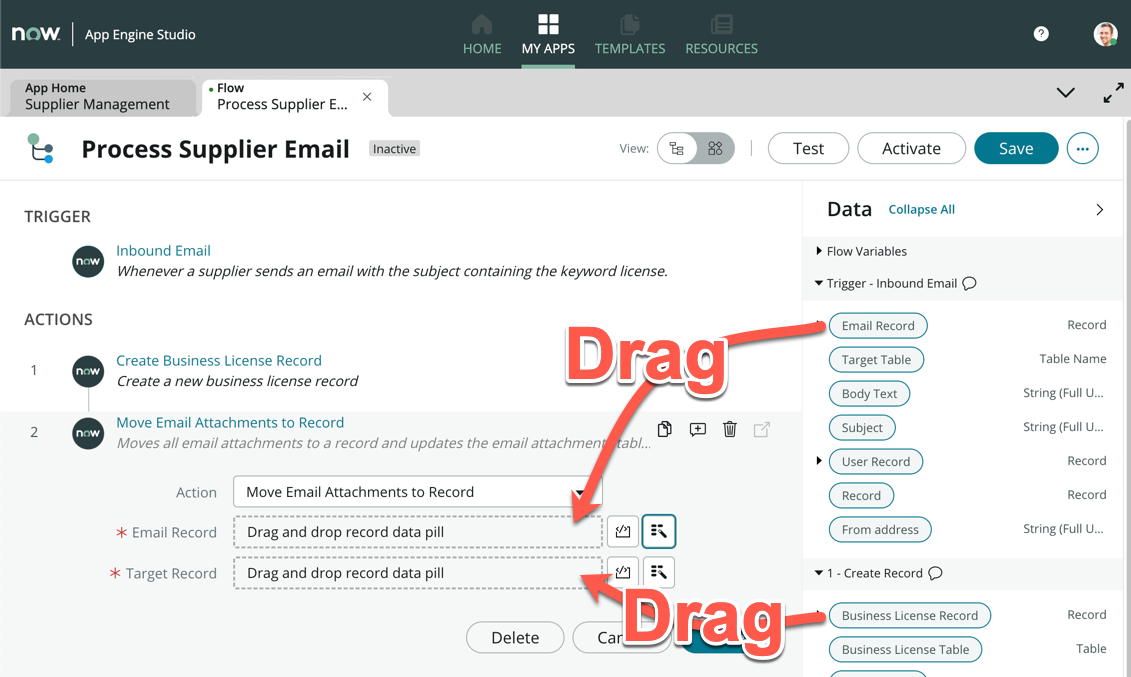 now App Engine Studio
HOME MY APPS TEMPLATES RESOURCES
App Home
Supplier Management
Flow
Process Supplier E...
Process Supplier Email Inactive
View: Test Activate Save
TRIGGER
now Inbound Email
Whenever a supplier sends an email with the subject containing the keyword license.
ACTIONS
1 now Create Business License Record
Create a new business license record
2 now Move Email Attachments to Record
Moves all email attachments to a record and updates the email attachment
Action Move Email Attachments to Record
* Email Record Drag and drop record data pill
* Target Record Drag and drop record data pill
Delete
Drag
Drag
Data Collapse All
Flow Variables
Trigger - Inbound Email
Email Record Record
Target Table Table Name
Body Text String (Full U...
Subject String (Full U...
User Record Record
Record Record
From address String (Full U...
1 - Create Record
Business License Record Record
Business License Table Table